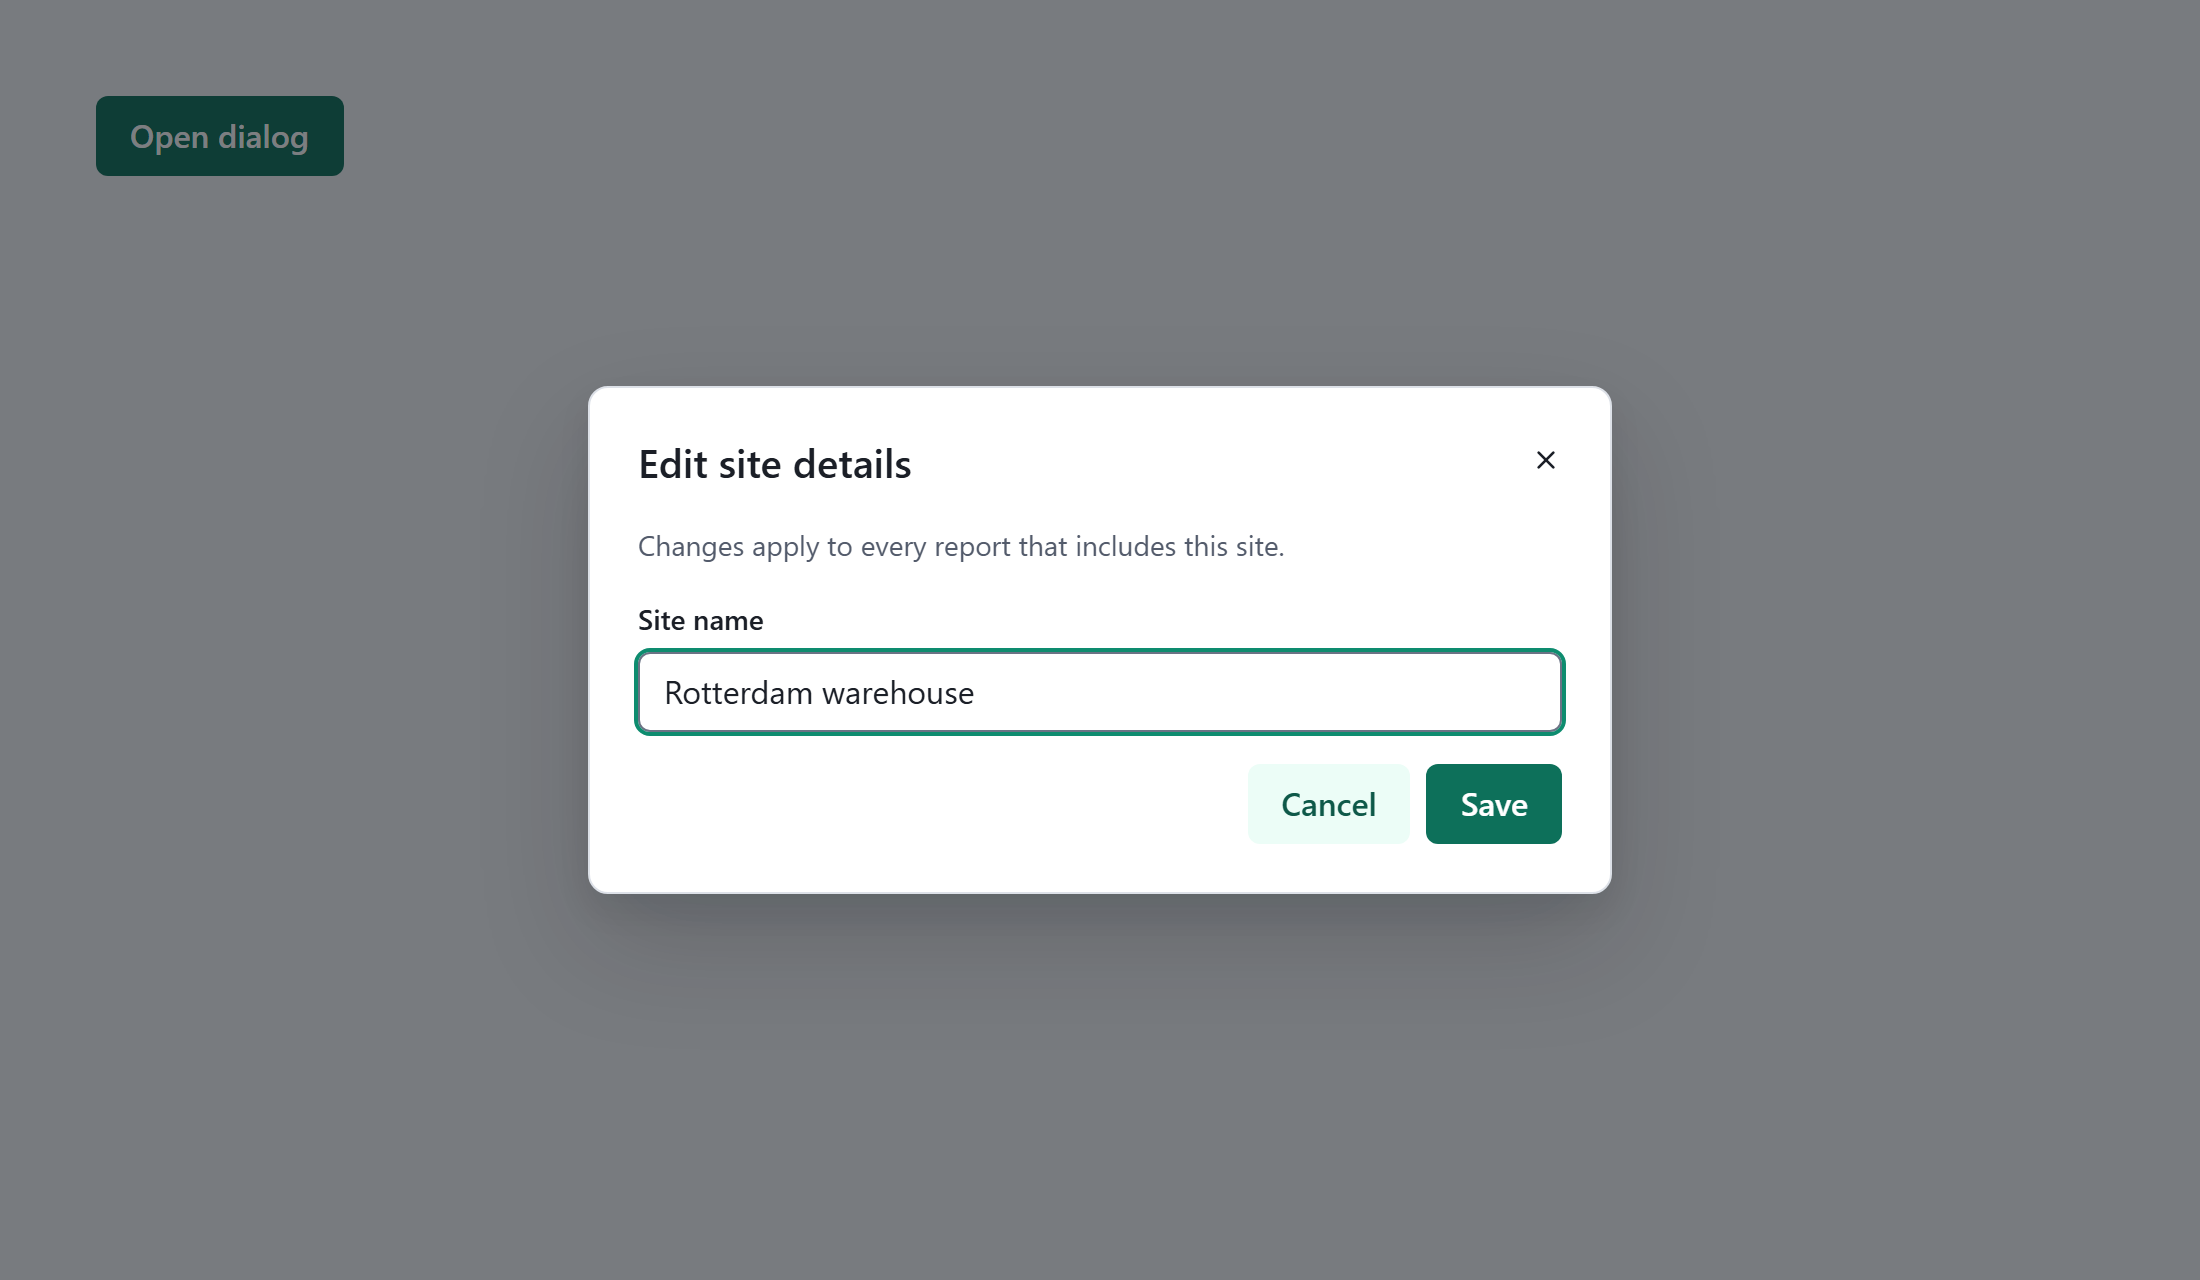 Open dialog
Edit site details
Changes apply to every report that includes this site.
Site name
Rotterdam warehouse
Cancel
Save